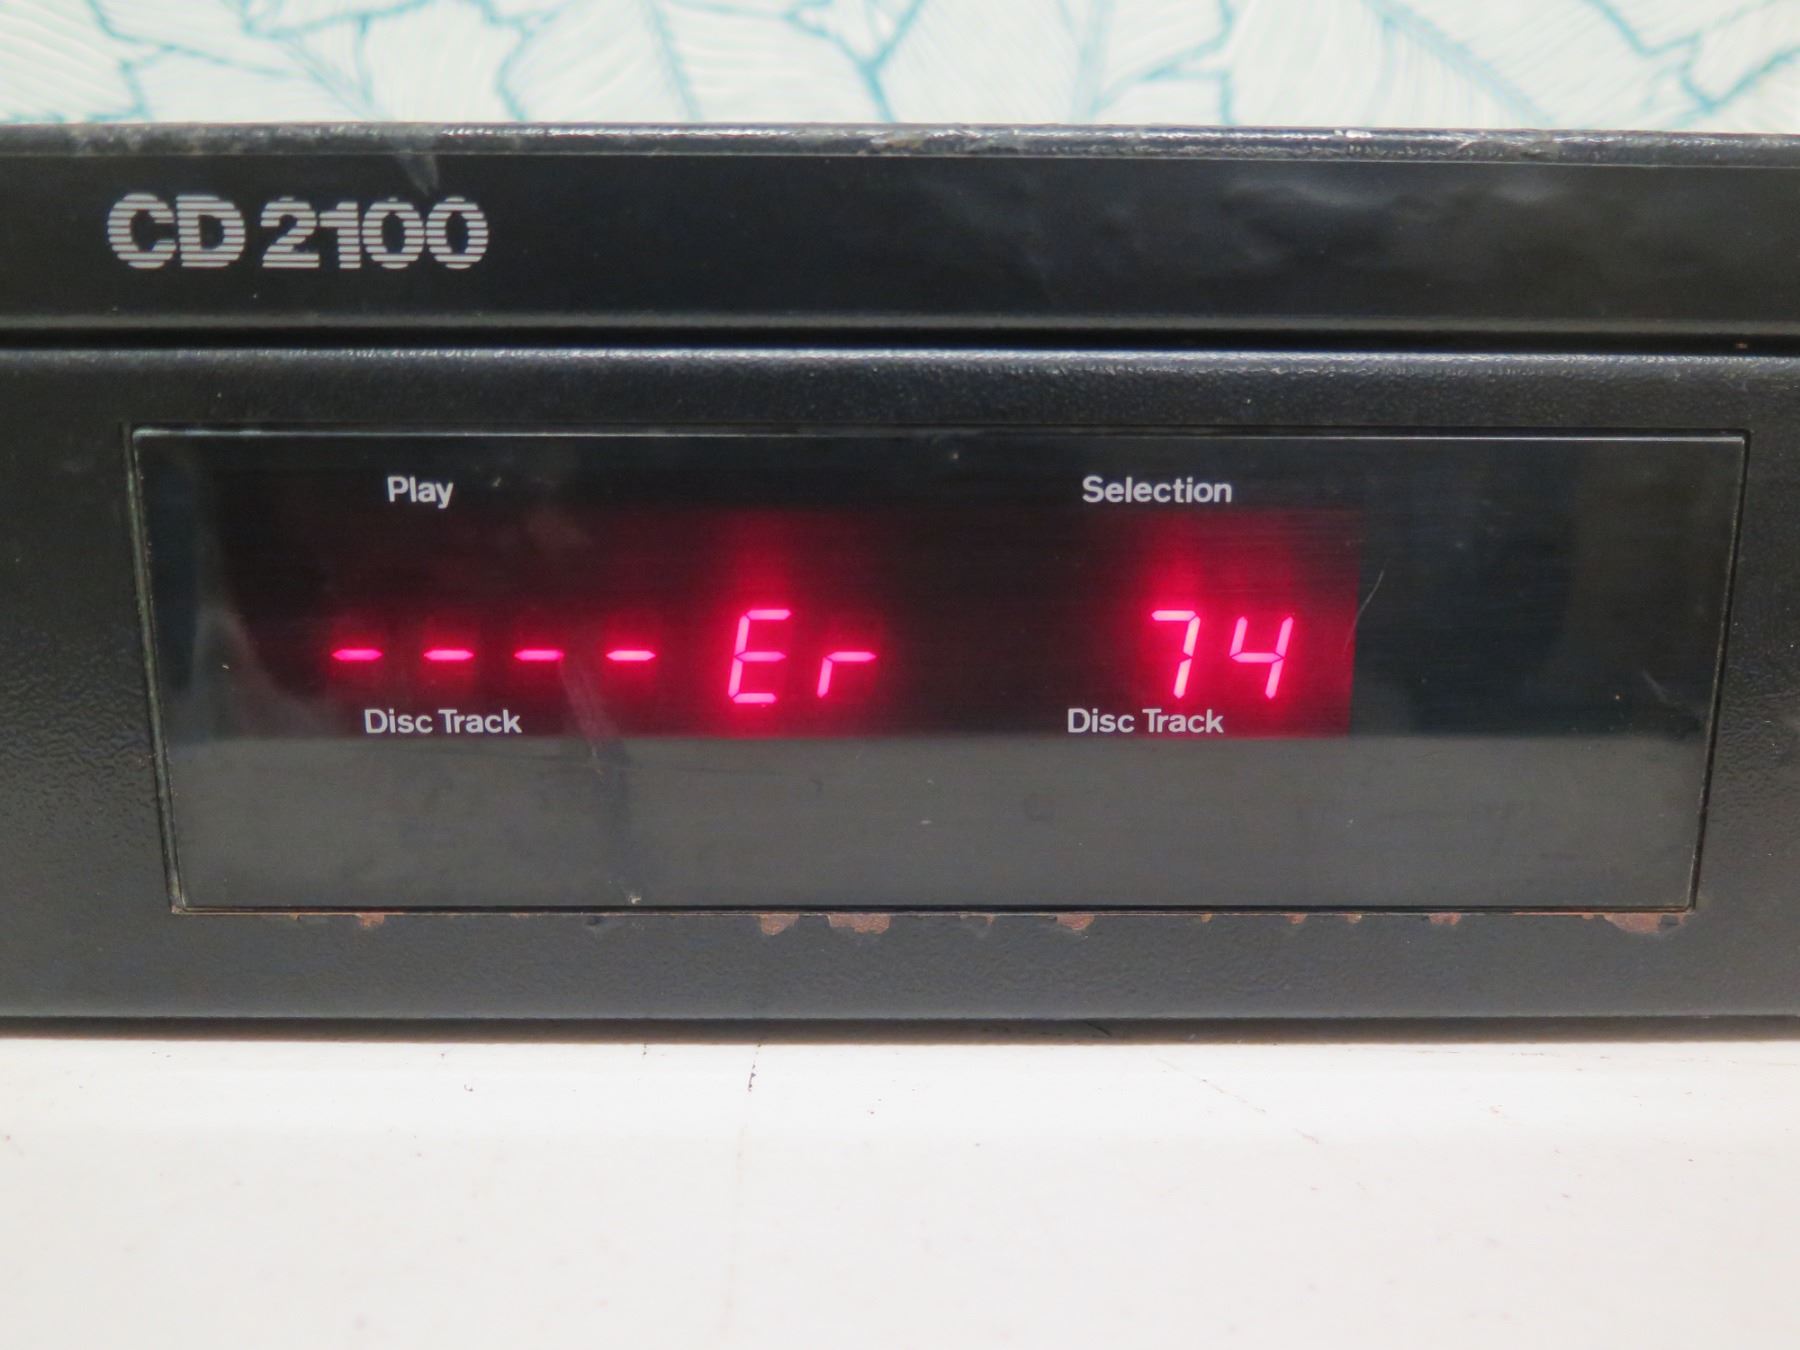 CD 2100
Play Selection
---- Er 74
Disc Track Disc Track